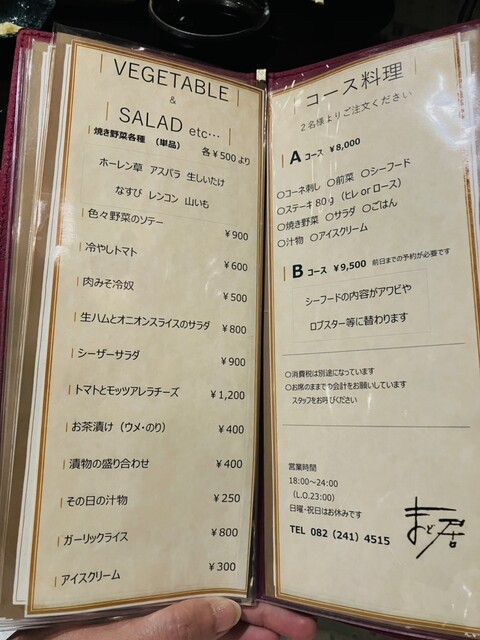 VEGETABLE
&
SALAD etc…
焼き野菜各種 （単品） 各￥500より
ホーレン草 アスパラ 生しいたけ
なすび レンコン 山いも
色々野菜のソテー ￥900
冷やしトマト ￥600
肉みそ冷奴 ￥500
生ハムとオニオンスライスのサラダ ￥800
シーザーサラダ ￥900
トマトとモッツアレラチーズ ￥1,200
お茶漬け（ウメ・のり） ￥400
漬物の盛り合わせ ￥400
その日の汁物 ￥250
ガーリックライス ￥800
アイスクリーム ￥300
コース料理
2名様よりご注文ください
A コース ￥8,000
〇コーネ刺し 〇前菜 〇シーフード
〇ステーキ 80ｇ（ヒレ or ロース）
〇焼き野菜 〇サラダ 〇ごはん
〇汁物 〇アイスクリーム
B コース ￥9,500 前日までの予約が必要です
シーフードの内容がアワビや
ロブスター等に替わります
〇消費税は別途になっています
〇お席のままでの会計をお願いしています
スタッフをお呼びください
営業時間
18:00～24:00
（L.O.23:00）
日曜・祝日はお休みです
TEL 082（241）4515
まど居